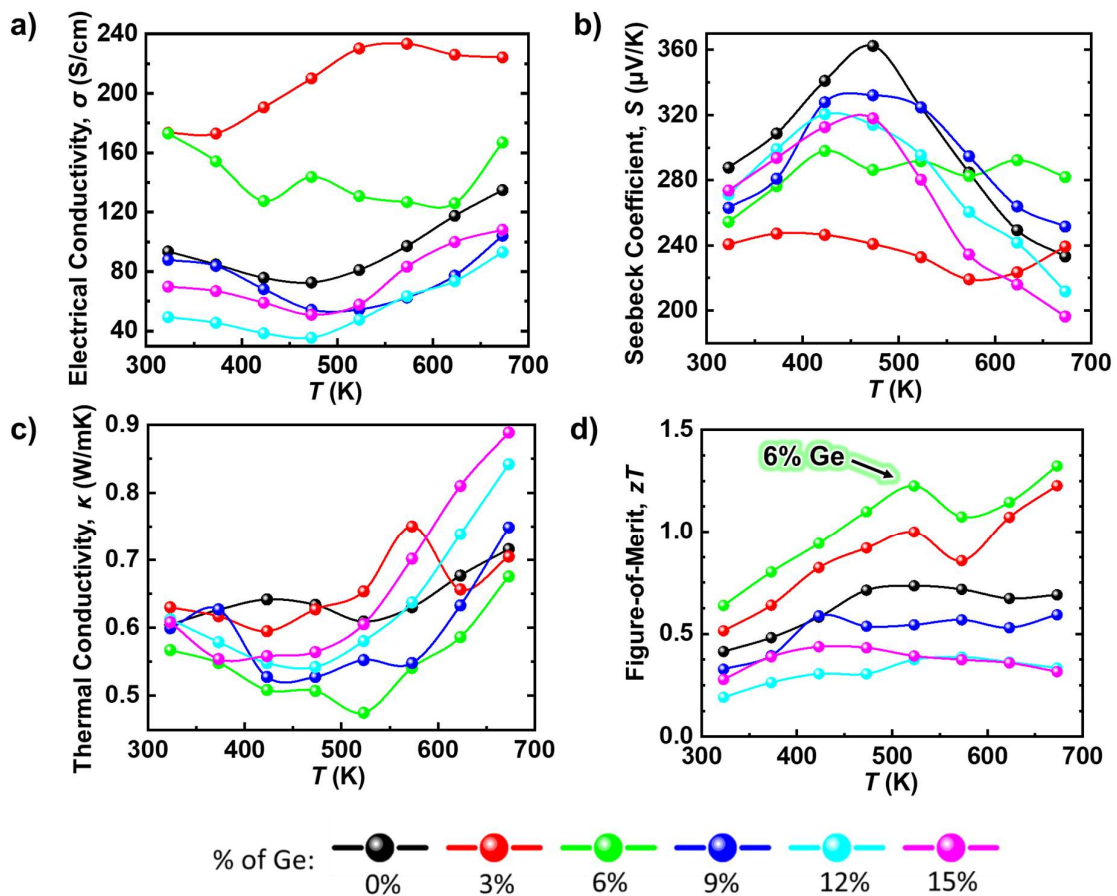 a)
Electrical Conductivity, σ (S/cm)
240
200
160
120
80
40
300 400 500 600 700
T (K)
b)
Seebeck Coefficient, S (µV/K)
360
320
280
240
200
300 400 500 600 700
T (K)
c)
Thermal Conductivity, κ (W/mK)
0.9
0.8
0.7
0.6
0.5
300 400 500 600 700
T (K)
d)
Figure-of-Merit, zT
1.5
1.0
0.5
0
6% Ge
300 400 500 600 700
T (K)
% of Ge:
0% 3% 6% 9% 12% 15%